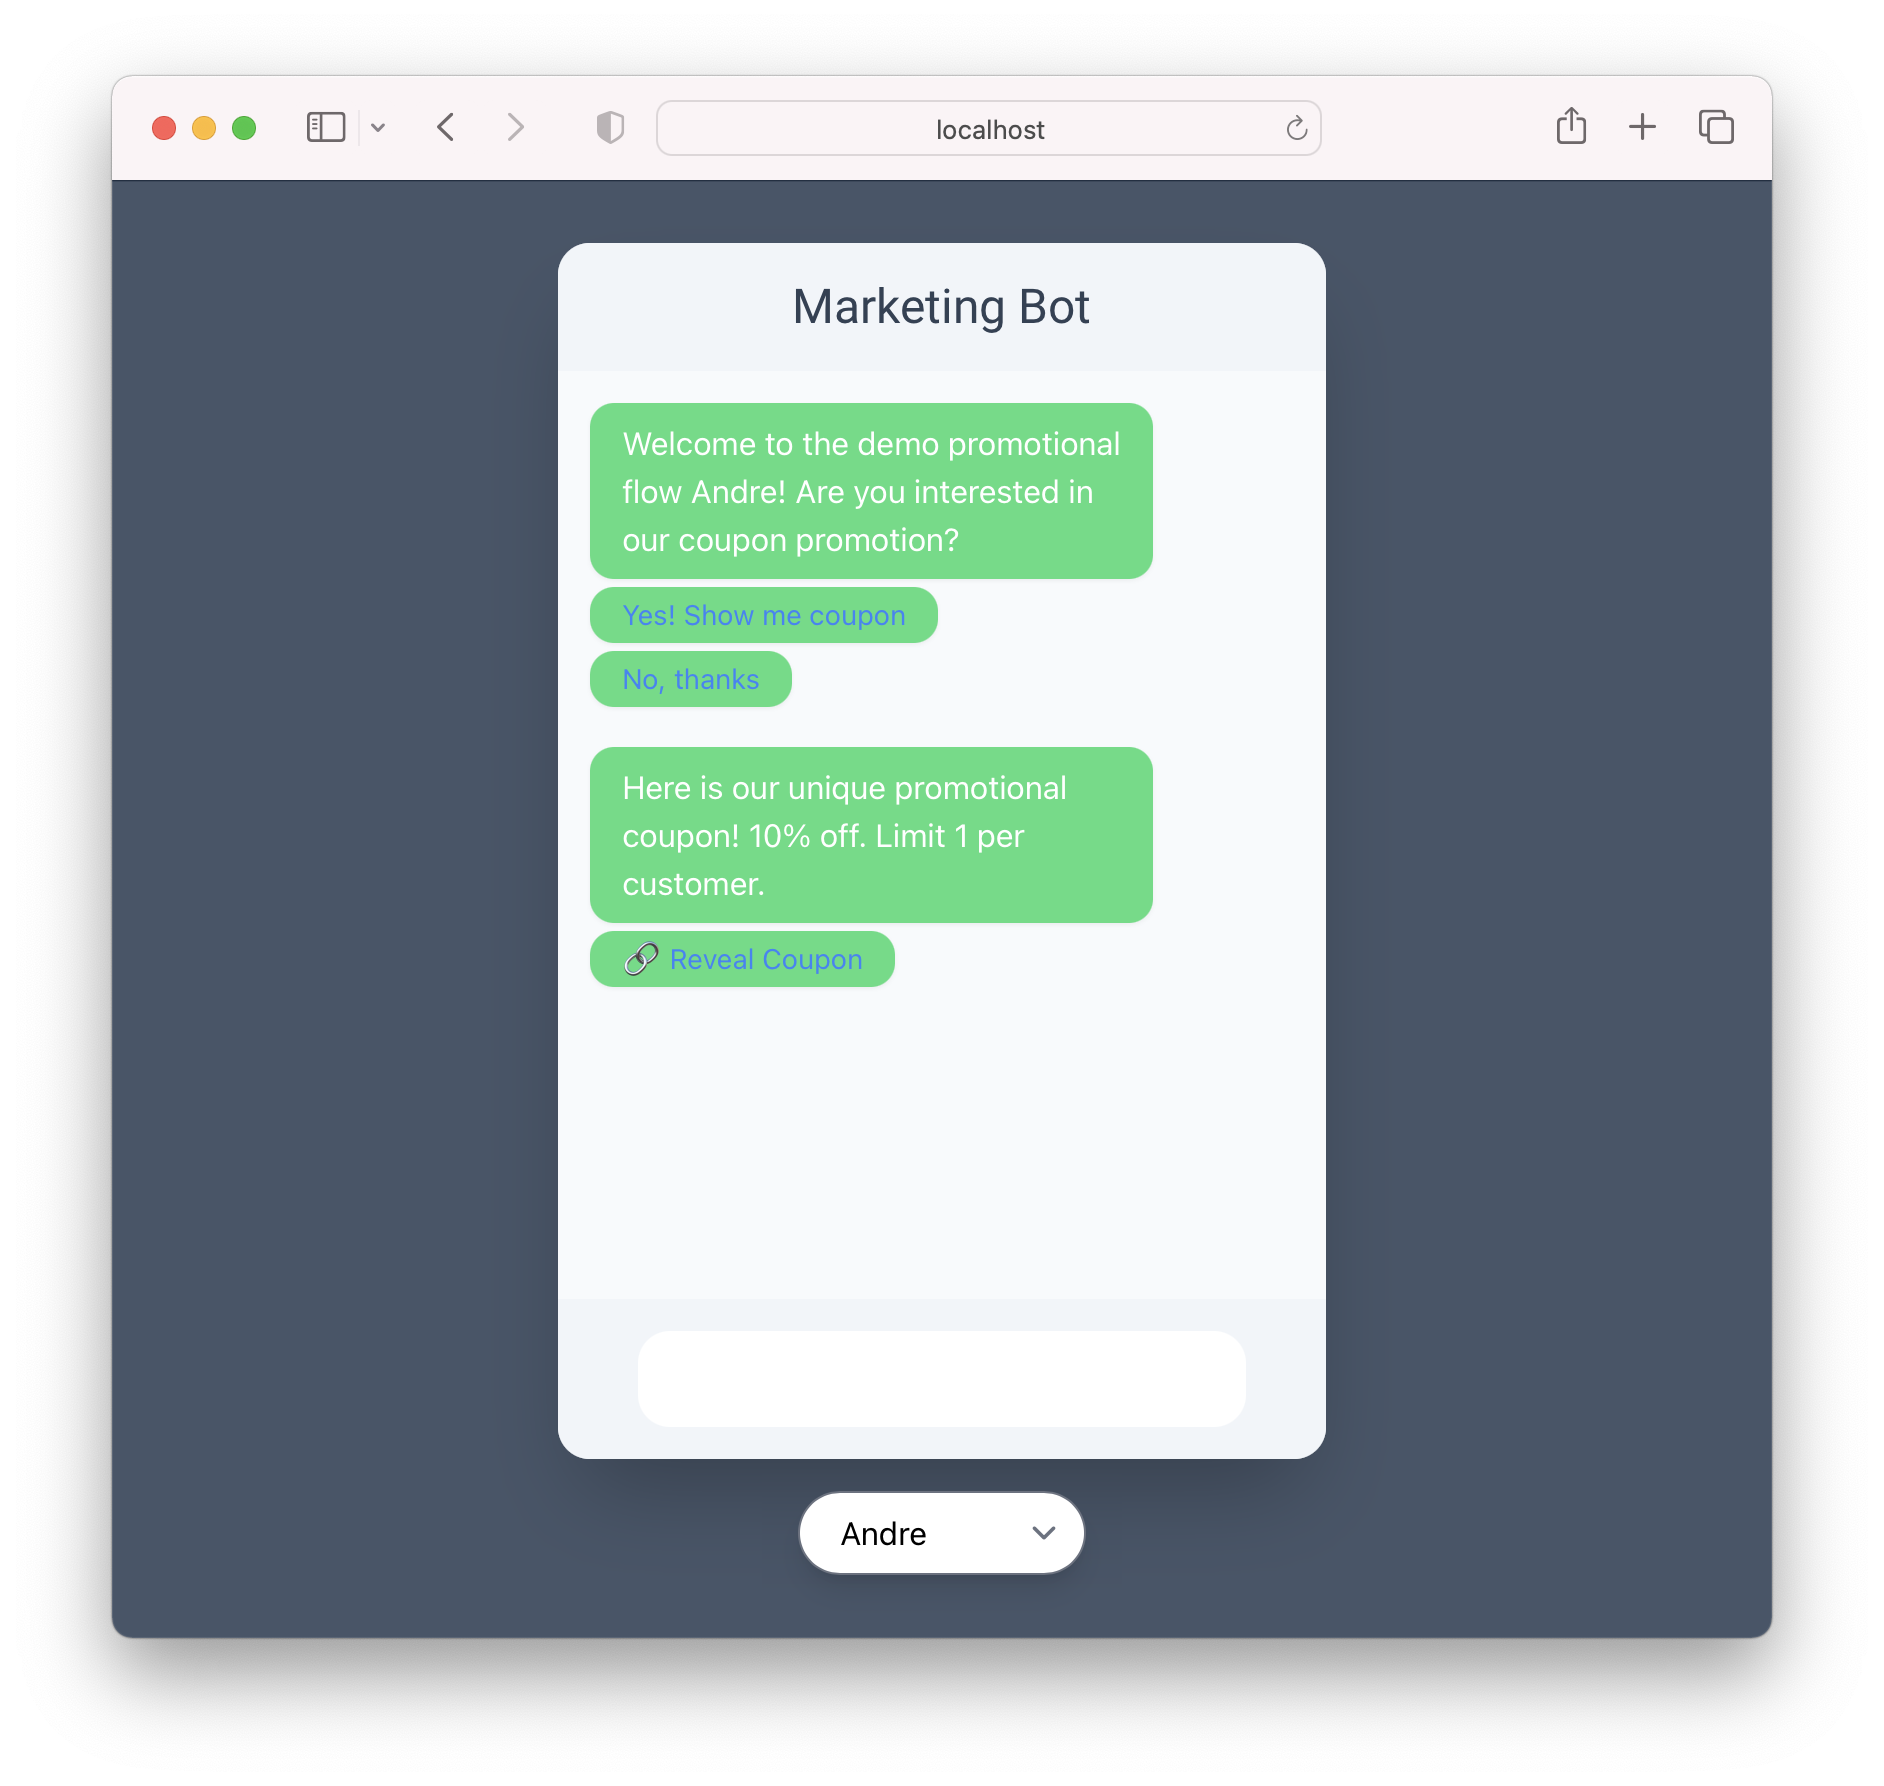 localhost
Marketing Bot
Welcome to the demo promotional
flow Andre! Are you interested in
our coupon promotion?
Yes! Show me coupon
No, thanks
Here is our unique promotional
coupon! 10% off. Limit 1 per
customer.
🔗 Reveal Coupon
Andre